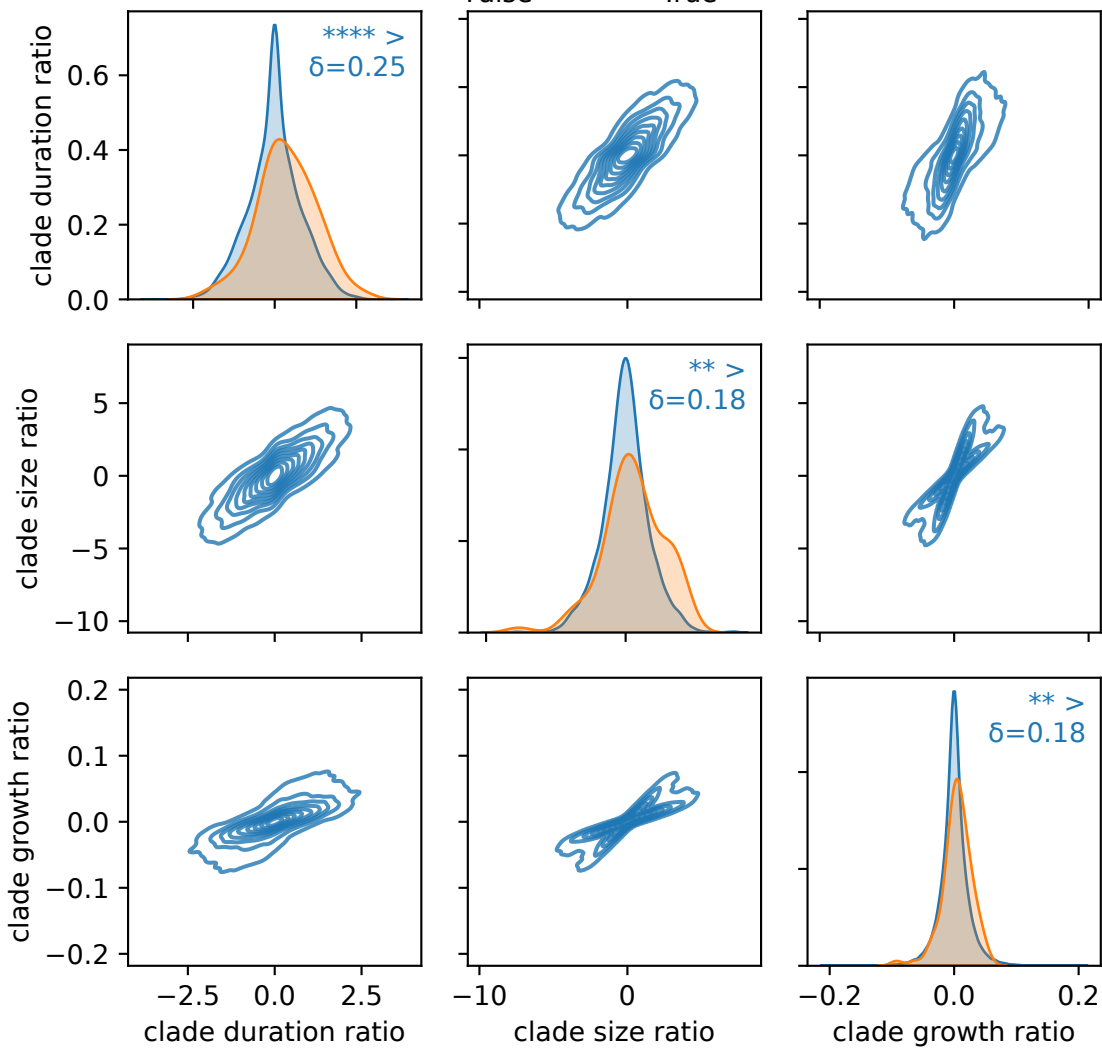 clade duration ratio
0.6
0.4
0.2
0.0
**** >
δ=0.25
clade size ratio
5
0
−5
−10
** >
δ=0.18
clade growth ratio
0.2
0.1
0.0
−0.1
−0.2
** >
δ=0.18
−2.5 0.0 2.5
−10 0
−0.2 0.0 0.2
clade duration ratio
clade size ratio
clade growth ratio